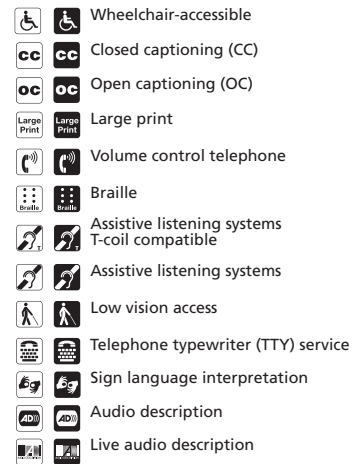 Wheelchair-accessible
CC CC Closed captioning (CC)
OC OC Open captioning (OC)
Large Print Large Print Large print
Volume control telephone
Braille Braille Braille
Assistive listening systems
T T T-coil compatible
Assistive listening systems
Low vision access
Telephone typewriter (TTY) service
Sign language interpretation
AD AD Audio description
Live audio description